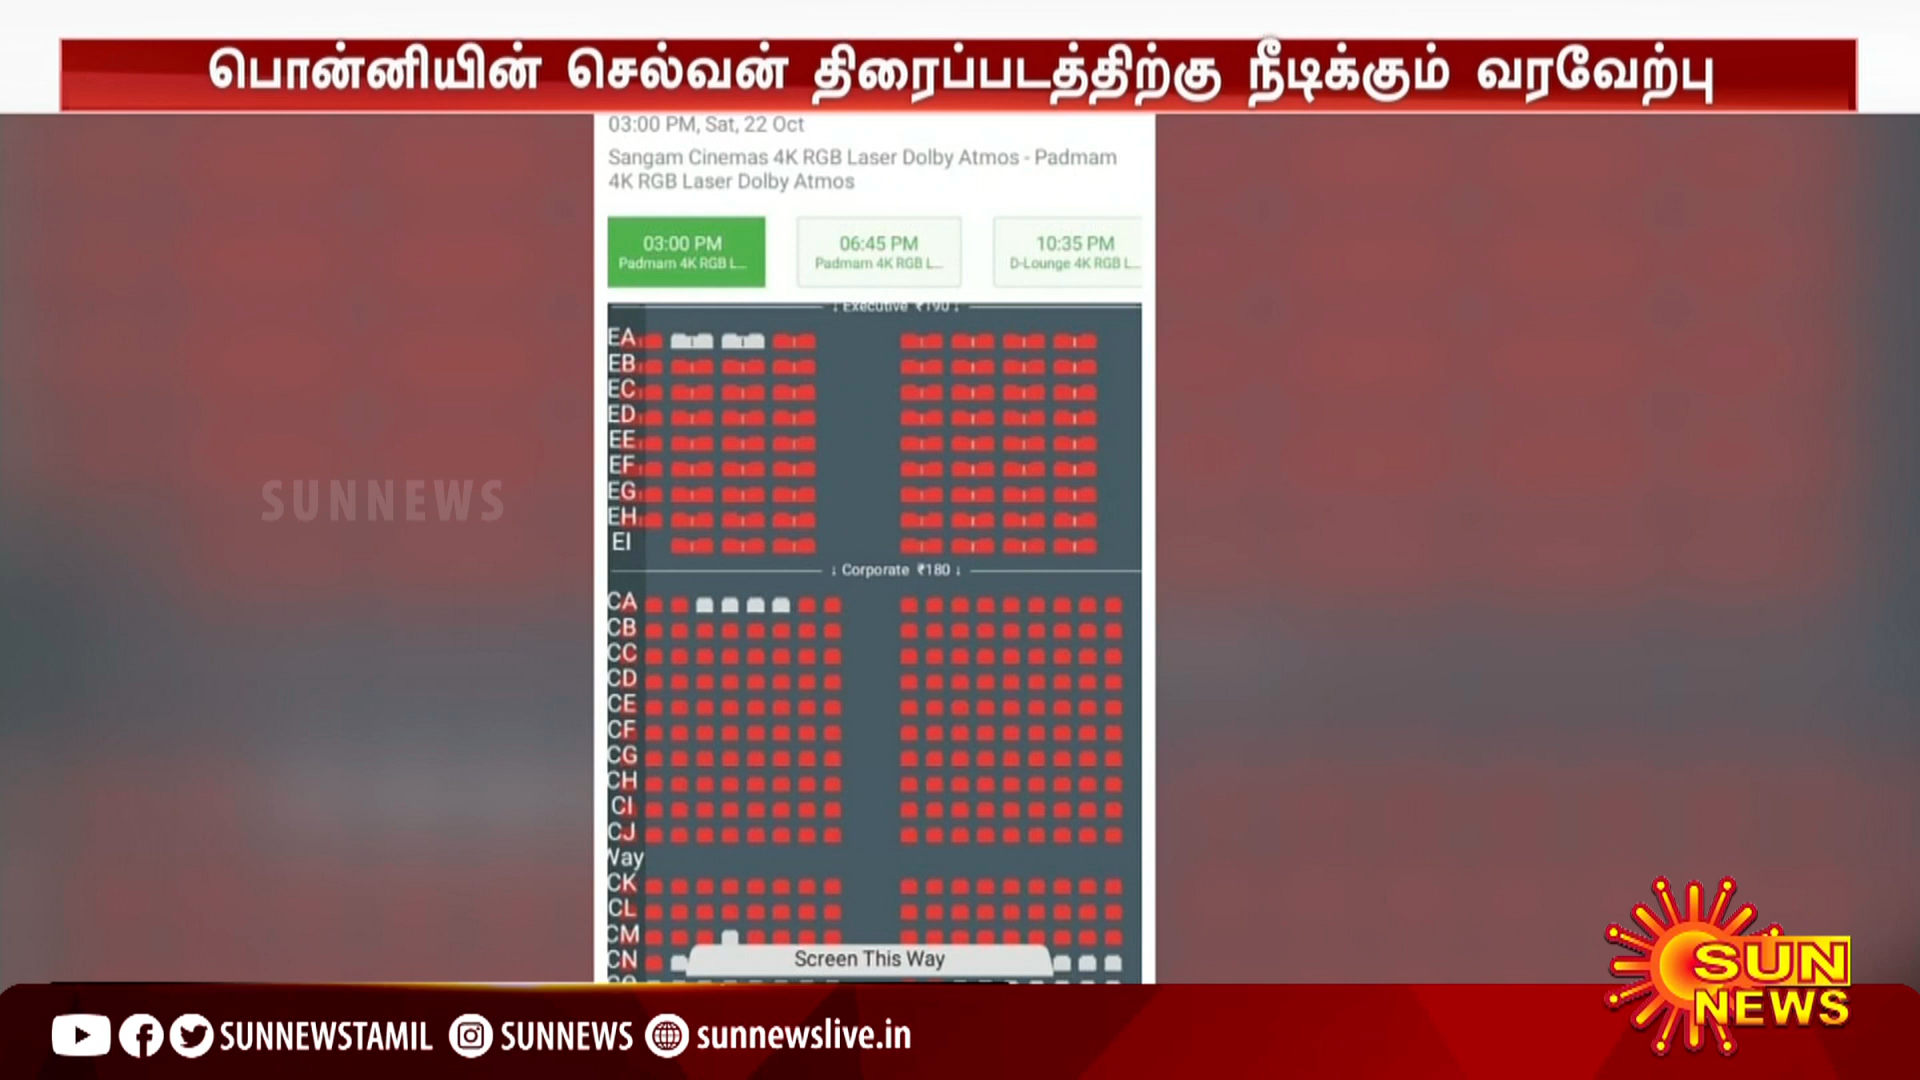 பொன்னியின் செல்வன் திரைப்படத்திற்கு நீடிக்கும் வரவேற்பு
03:00 PM, Sat, 22 Oct
Sangam Cinemas 4K RGB Laser Dolby Atmos - Padmam
4K RGB Laser Dolby Atmos
03:00 PM 06:45 PM 10:35 PM
Padmam 4K RGB L... Padmam 4K RGB L... D-Lounge 4K RGB L...
↓ Executive ₹190 ↓
EA
EB
EC
ED
EE
EF
EG
SUNNEWS
EH
EI
↓ Corporate ₹180 ↓
CA
CB
CC
CD
CE
CF
CG
CH
CI
CJ
Way
CK
CL
CM
CN
Screen This Way
SUN
NEWS
SUNNEWSTAMIL SUNNEWS sunnewslive.in